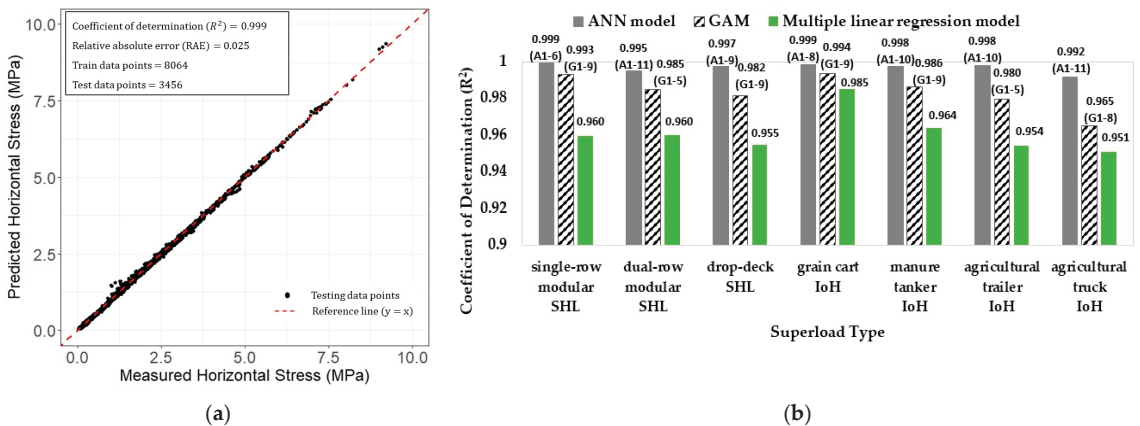 Coefficient of determination (R²) = 0.999
Relative absolute error (RAE) = 0.025
Train data points = 8064
Test data points = 3456
10.0
7.5
5.0
2.5
0.0
Predicted Horizontal Stress (MPa)
Testing data points
Reference line (y = x)
0.0 2.5 5.0 7.5 10.0
Measured Horizontal Stress (MPa)
(a)
ANN model GAM Multiple linear regression model
Coefficient of Determination (R²)
1
0.98
0.96
0.94
0.92
0.9
0.999
(A1-6)
0.993
(G1-9)
0.960
0.995
(A1-11)
0.985
(G1-5)
0.960
0.997
(A1-9)
0.982
(G1-9)
0.955
0.999
(A1-8)
0.994
(G1-9)
0.985
0.998
(A1-10)
0.986
(G1-9)
0.964
0.998
(A1-10)
0.980
(G1-5)
0.954
0.992
(A1-11)
0.965
(G1-8)
0.951
single-row
modular
SHL
dual-row
modular
SHL
drop-deck
SHL
grain cart
IoH
manure
tanker
IoH
agricultural
trailer IoH
agricultural
truck IoH
Superload Type
(b)